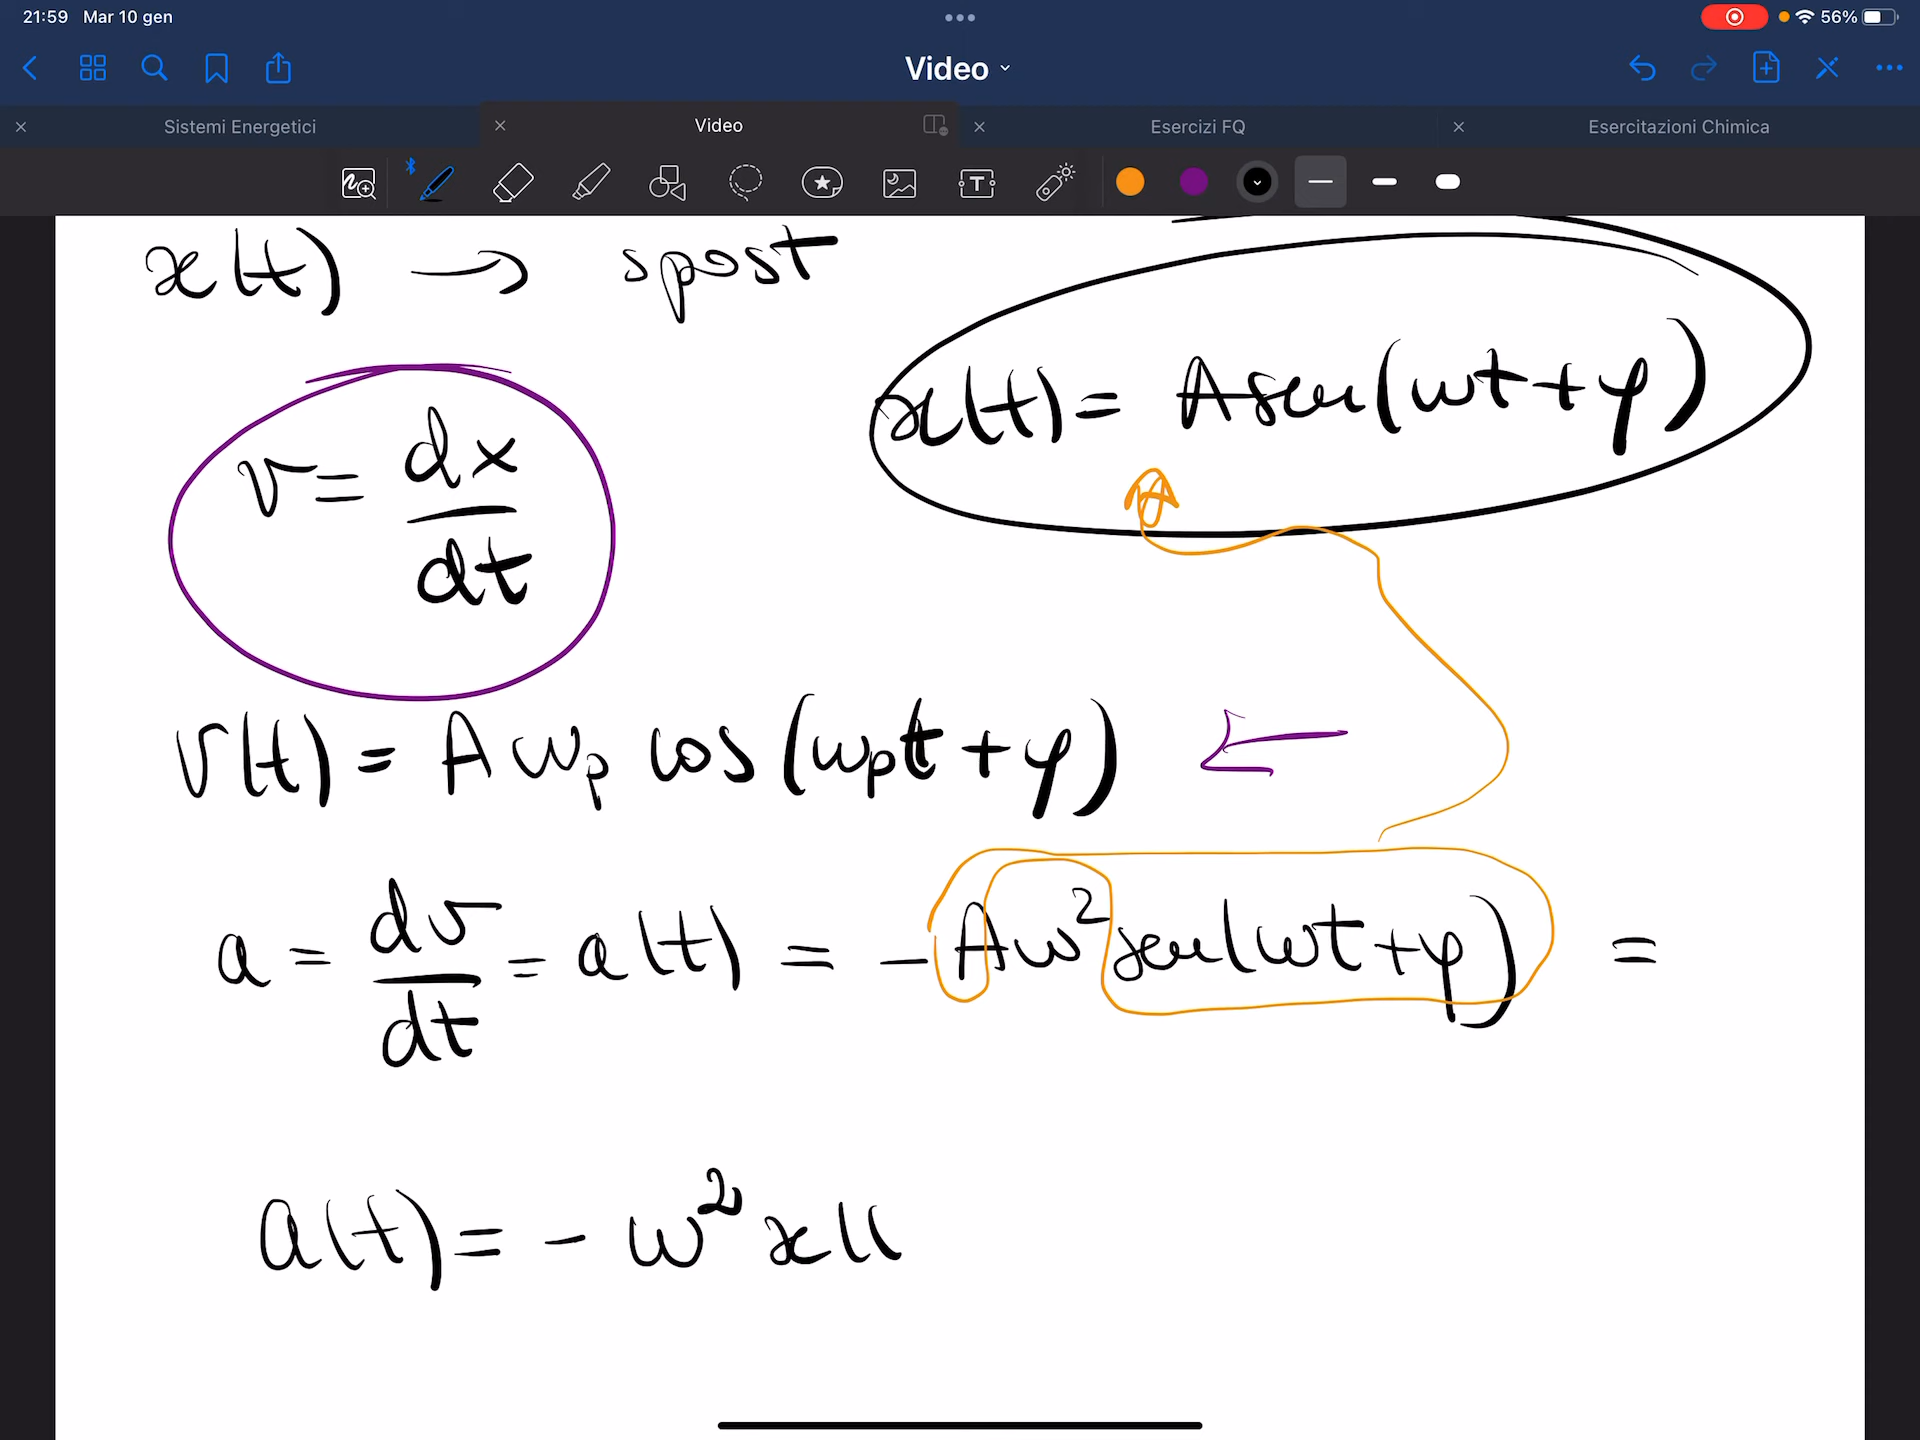 21:59 Mar 10 gen
56%
Video
Sistemi Energetici
Video
Esercizi FQ
Esercitazioni Chimica
T
x(t) → spost
x(t) = A sen(ωt + φ)
v = dx/dt
v(t) = A ωp cos(ωp t + φ) ←
a = dv/dt = a(t) = - Aω² sen(ωt + φ) =
a(t) = - ω² x(